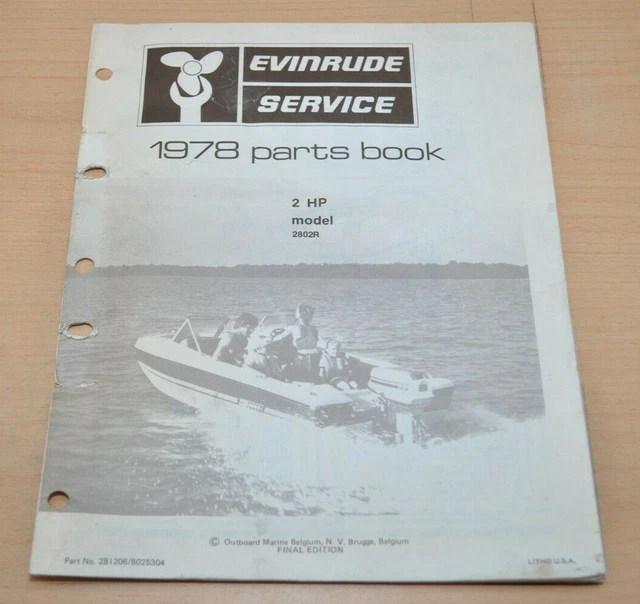 EVINRUDE
SERVICE
1978 parts book
2 HP
model
2802R
© Outboard Marine Belgium, N. V. Brugge, Belgium
FINAL EDITION
Part No. 281206/8025304
LITHO U.S.A.